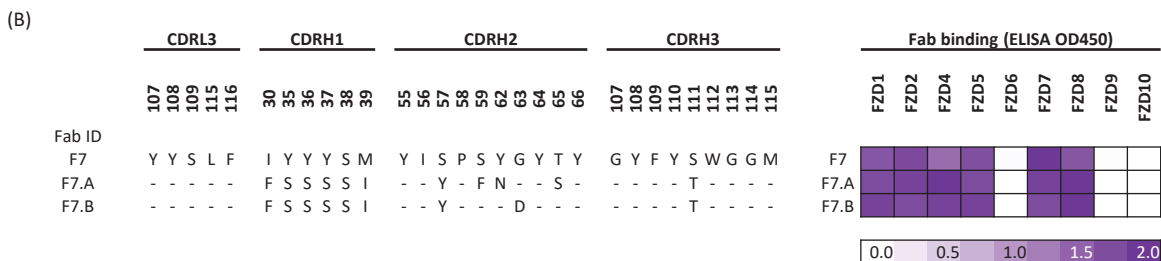 (B)
CDRL3 CDRH1 CDRH2 CDRH3 Fab binding (ELISA OD450)
107 108 109 115 116 30 35 36 37 38 39 55 56 57 58 59 62 63 64 65 66 107 108 109 110 111 112 113 114 115 FZD1 FZD2 FZD4 FZD5 FZD6 FZD7 FZD8 FZD9 FZD10
Fab ID
F7 Y Y S L F I Y Y Y S M Y I S P S Y G Y T Y G Y F Y S W G G M F7
F7.A - - - - - F S S S S I - - Y - F N - - S - - - - - T - - - - F7.A
F7.B - - - - - F S S S S I - - Y - - - D - - - - - - - T - - - - F7.B
0.0 0.5 1.0 1.5 2.0